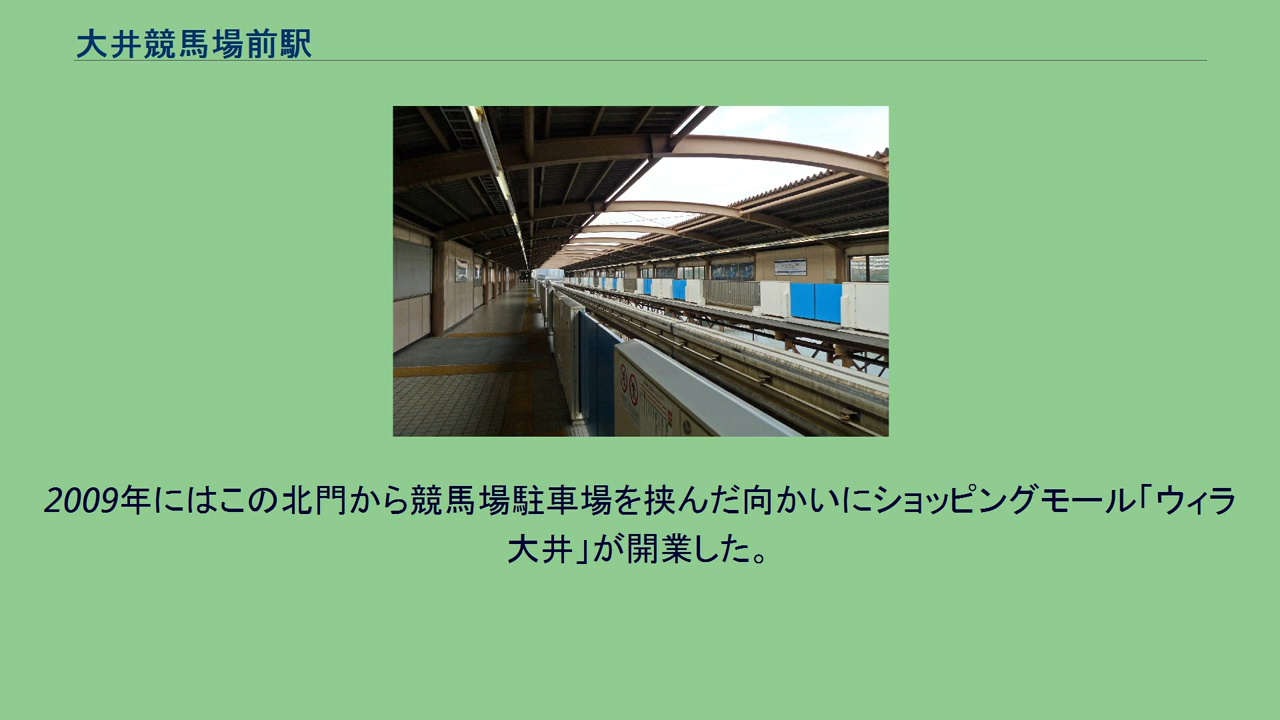 大井競馬場前駅
2009年にはこの北門から競馬場駐車場を挟んだ向かいにショッピングモール「ウィラ
大井」が開業した。